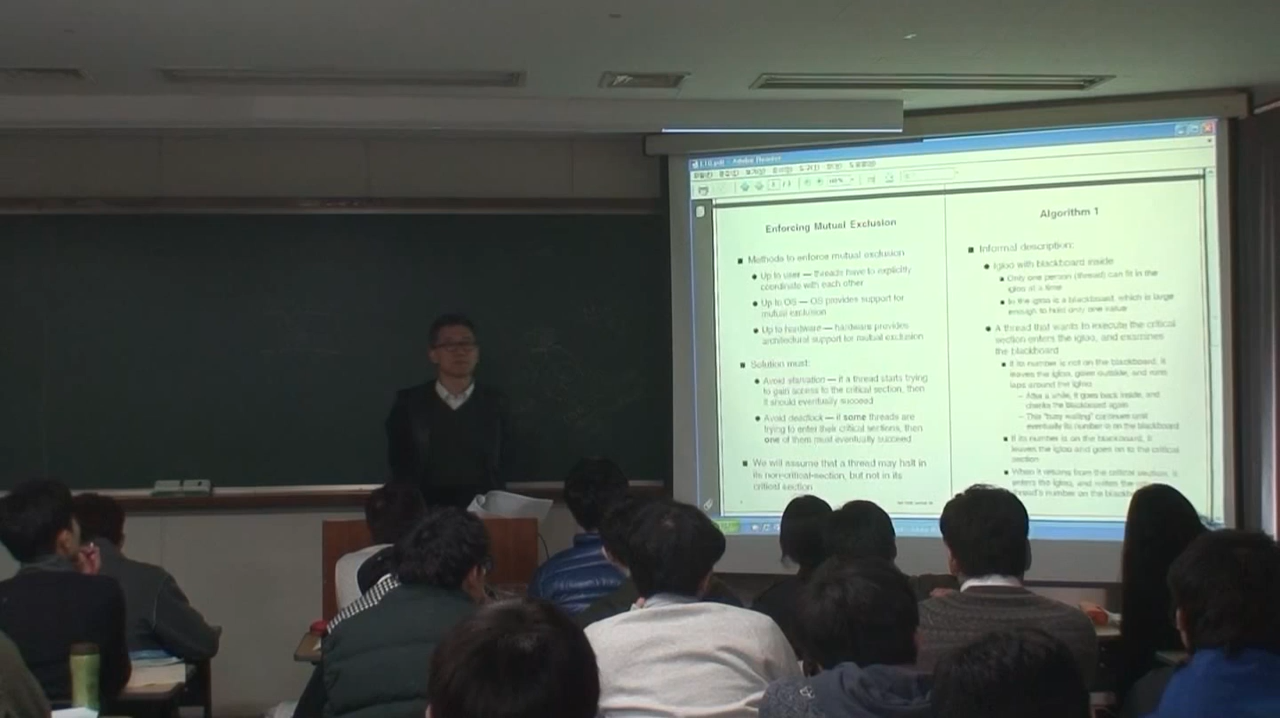 Adobe Reader
Enforcing Mutual Exclusion
■ Methods to enforce mutual exclusion
● Up to user — threads have to explicitly
coordinate with each other
● Up to OS — OS provides support for
mutual exclusion
● Up to hardware — hardware provides
architectural support for mutual exclusion
■ Solution must:
● Avoid starvation — if a thread starts trying
to gain access to the critical section, then
it should eventually succeed
● Avoid deadlock — if some threads are
trying to enter their critical sections, then
one of them must eventually succeed
■ We will assume that a thread may halt in
its non-critical-section, but not in its
critical section
Algorithm 1
■ Informal description:
● Igloo with blackboard inside
■ Only one person (thread) can fit in the
igloo at a time
■ In the igloo is a blackboard, which is large
enough to hold only one value
● A thread that wants to execute the critical
section enters the igloo, and examines
the blackboard
■ If its number is not on the blackboard, it
leaves the igloo, goes outside, and runs
laps around the igloo
– After a while, it goes back inside, and
checks the blackboard again
– This "busy waiting" continues until
eventually its number is on the blackboard
■ If its number is on the blackboard, it
leaves the igloo and goes on to the critical
section
■ When it returns from the critical section, it
enters the igloo, and writes the
thread's number on the blackboard